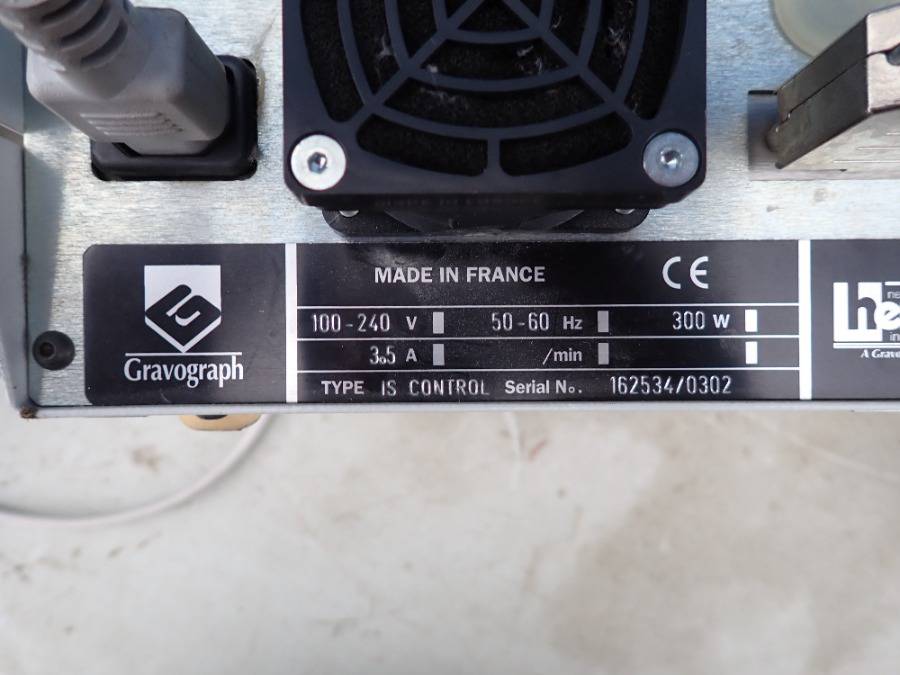 MADE IN FRANCE CE
100-240 V 50-60 Hz 300 W
3.5 A /min
TYPE IS CONTROL Serial No. 162534/0302
Gravograph